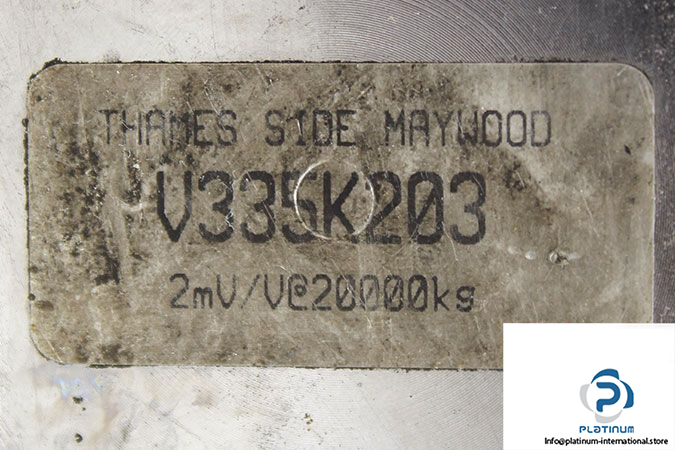 THAMES SIDE MAYWOOD
V335K203
2mV/V@20000kg
PLATINUM
Info@platinum-international.store